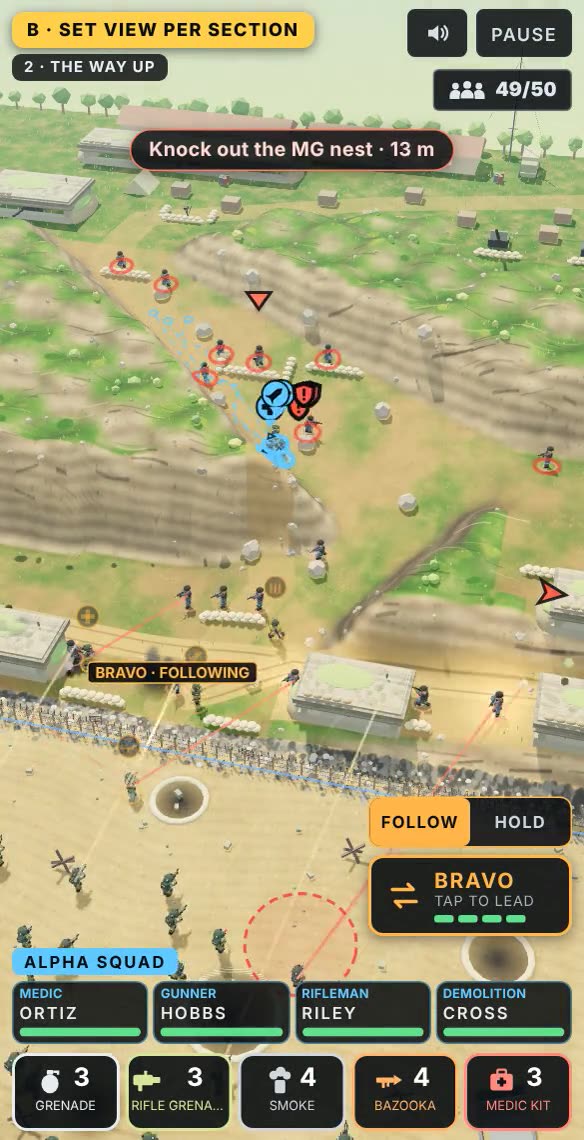 B · SET VIEW PER SECTION
PAUSE
2 · THE WAY UP
49/50
Knock out the MG nest · 13 m
BRAVO · FOLLOWING
FOLLOW
HOLD
BRAVO
TAP TO LEAD
ALPHA SQUAD
MEDIC
ORTIZ
GUNNER
HOBBS
RIFLEMAN
RILEY
DEMOLITION
CROSS
3
GRENADE
3
RIFLE GRENA...
4
SMOKE
4
BAZOOKA
3
MEDIC KIT